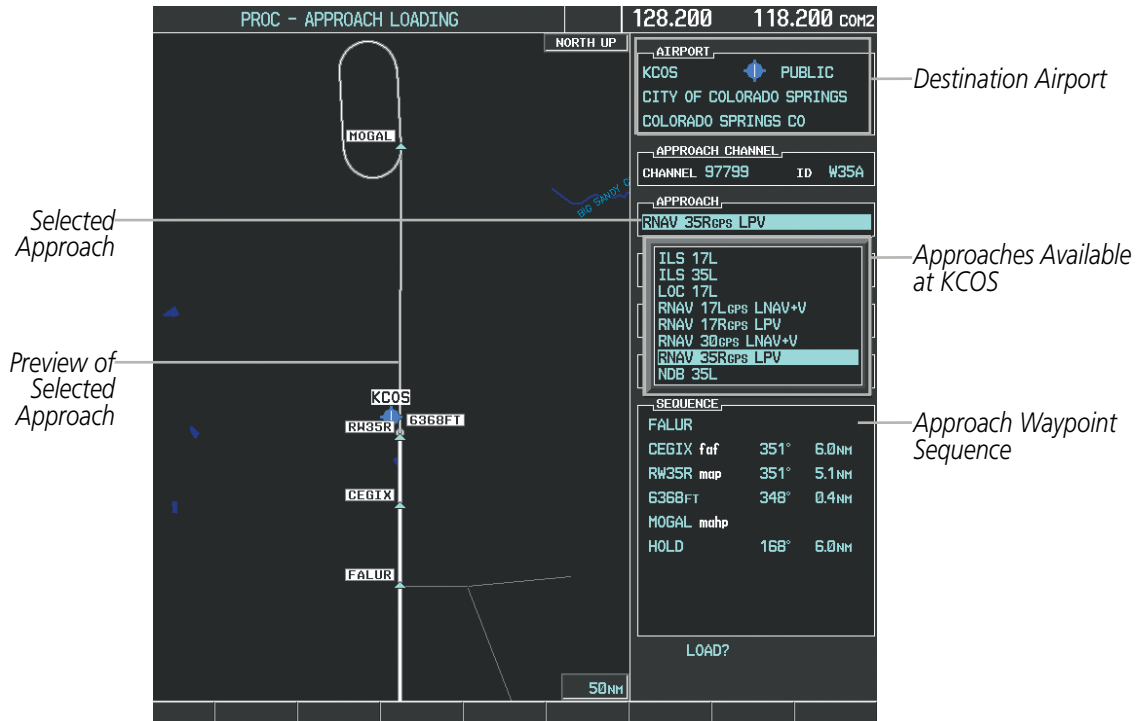 PROC - APPROACH LOADING
128.200 118.200 COM2
NORTH UP
MOGAL
BIG SANDY C
KCOS
RW35R
6368FT
CEGIX
FALUR
50NM
AIRPORT
KCOS PUBLIC
CITY OF COLORADO SPRINGS
COLORADO SPRINGS CO
APPROACH CHANNEL
CHANNEL 97799 ID W35A
APPROACH
RNAV 35RGPS LPV
ILS 17L
ILS 35L
LOC 17L
RNAV 17LGPS LNAV+V
RNAV 17RGPS LPV
RNAV 30GPS LNAV+V
RNAV 35RGPS LPV
NDB 35L
SEQUENCE
FALUR
CEGIX faf 351° 6.0NM
RW35R map 351° 5.1NM
6368FT 348° 0.4NM
MOGAL mahp
HOLD 168° 6.0NM
LOAD?
Selected
Approach
Preview of
Selected
Approach
Destination Airport
Approaches Available
at KCOS
Approach Waypoint
Sequence